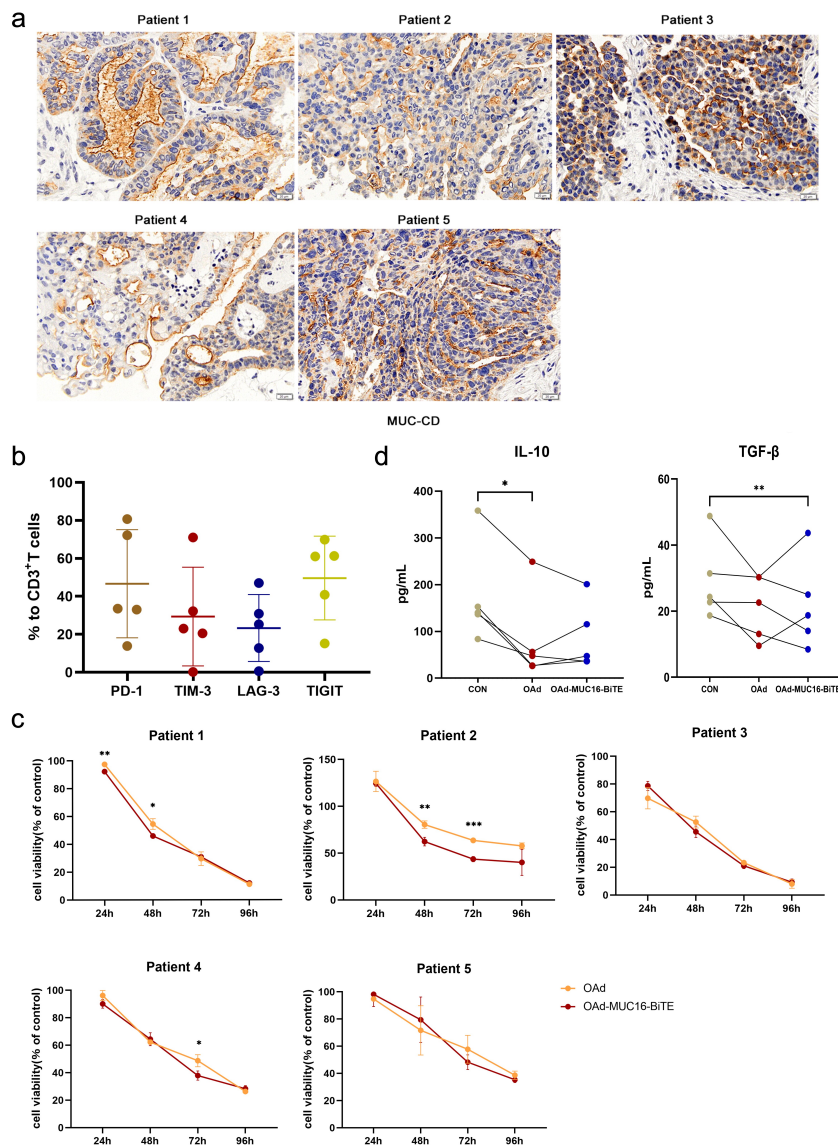 a
Patient 1
Patient 2
Patient 3
Patient 4
Patient 5
MUC-CD
b
% to CD3+T cells
100
80
60
40
20
0
PD-1 TIM-3 LAG-3 TIGIT
d
IL-10
pg/mL
400
300
200
100
0
*
CON OAd OAd-MUC16-BiTE
TGF-β
pg/mL
60
40
20
0
**
CON OAd OAd-MUC16-BiTE
c
Patient 1
cell viability(% of control)
100
80
60
40
20
0
**
*
24h 48h 72h 96h
Patient 2
cell viability(% of control)
150
100
50
0
**
***
24h 48h 72h 96h
Patient 3
cell viability(% of control)
100
80
60
40
20
0
24h 48h 72h 96h
Patient 4
cell viability(% of control)
100
80
60
40
20
0
*
24h 48h 72h 96h
Patient 5
cell viability(% of control)
100
80
60
40
20
0
24h 48h 72h 96h
OAd
OAd-MUC16-BiTE